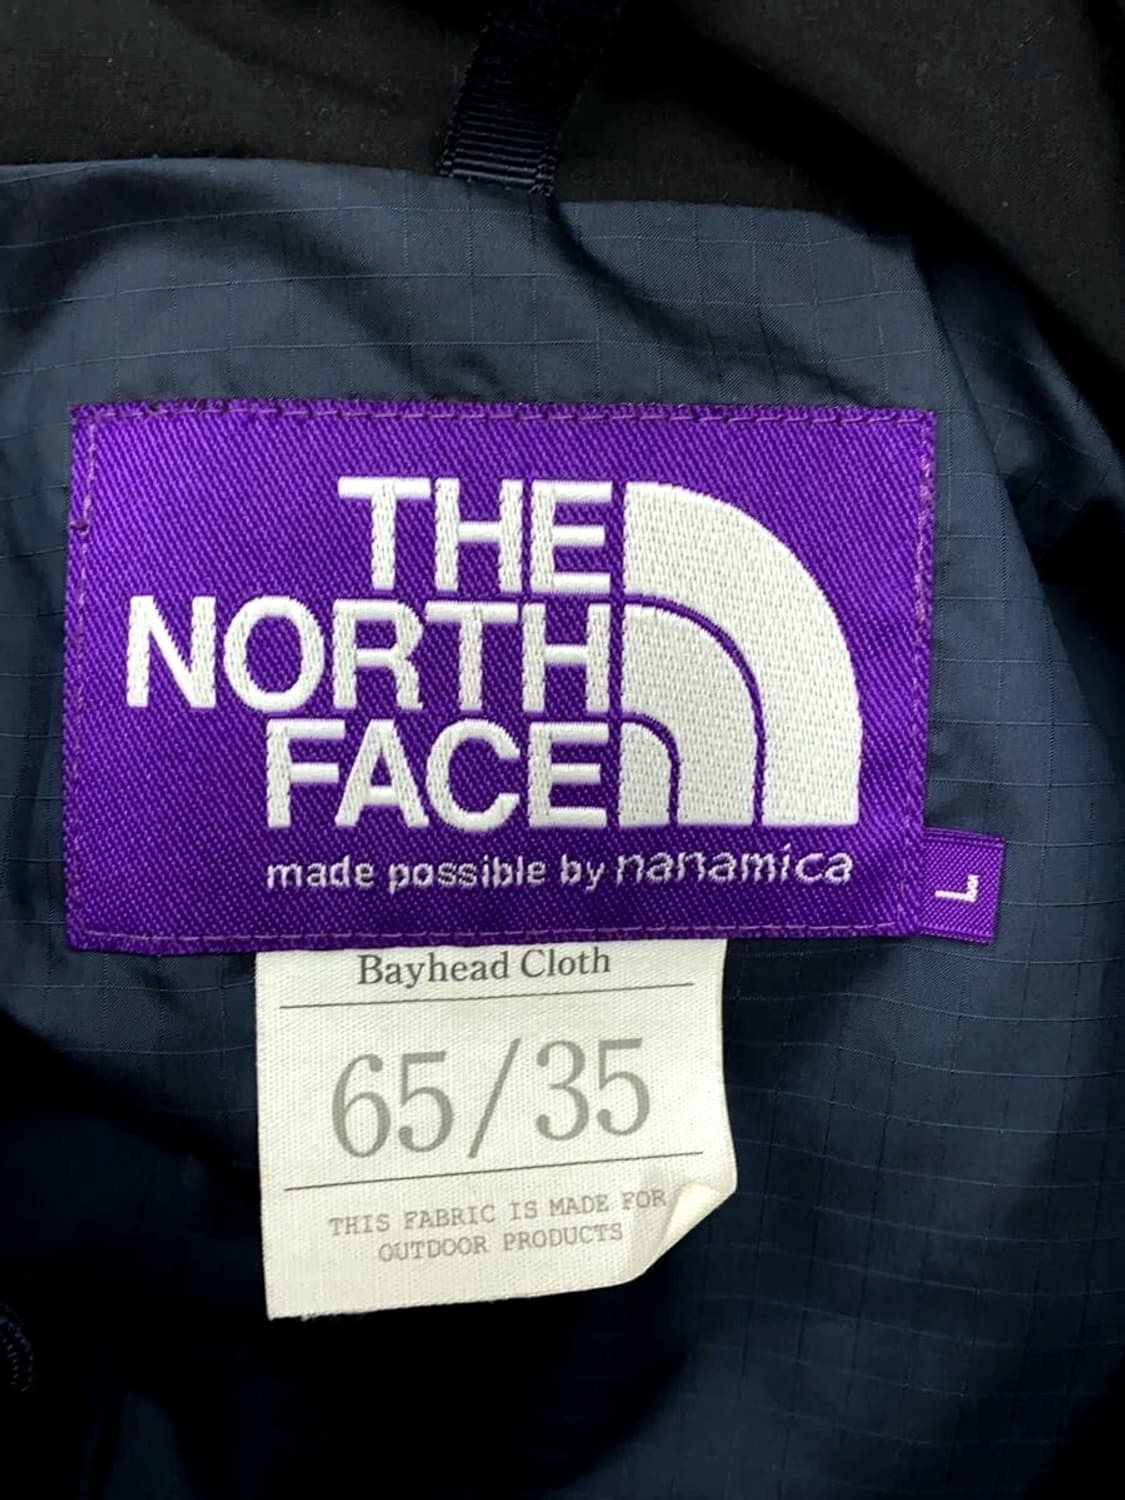 THE
NORTH
FACE
made possible by nanamica
L
Bayhead Cloth
65/35
THIS FABRIC IS MADE FOR
OUTDOOR PRODUCTS